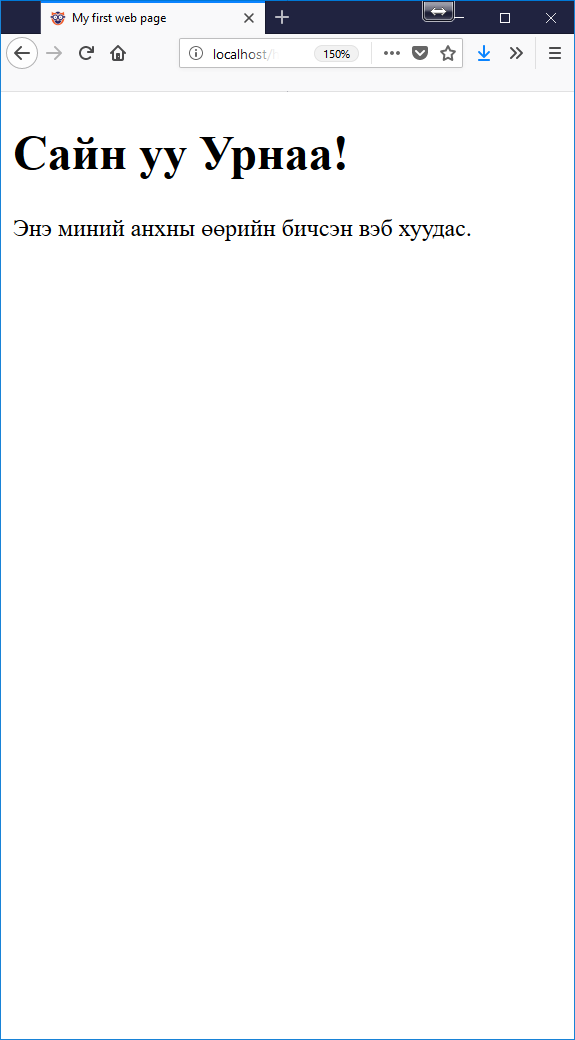 My first web page
localhost/
150%
Сайн уу Урнаа!
Энэ миний анхны өөрийн бичсэн вэб хуудас.